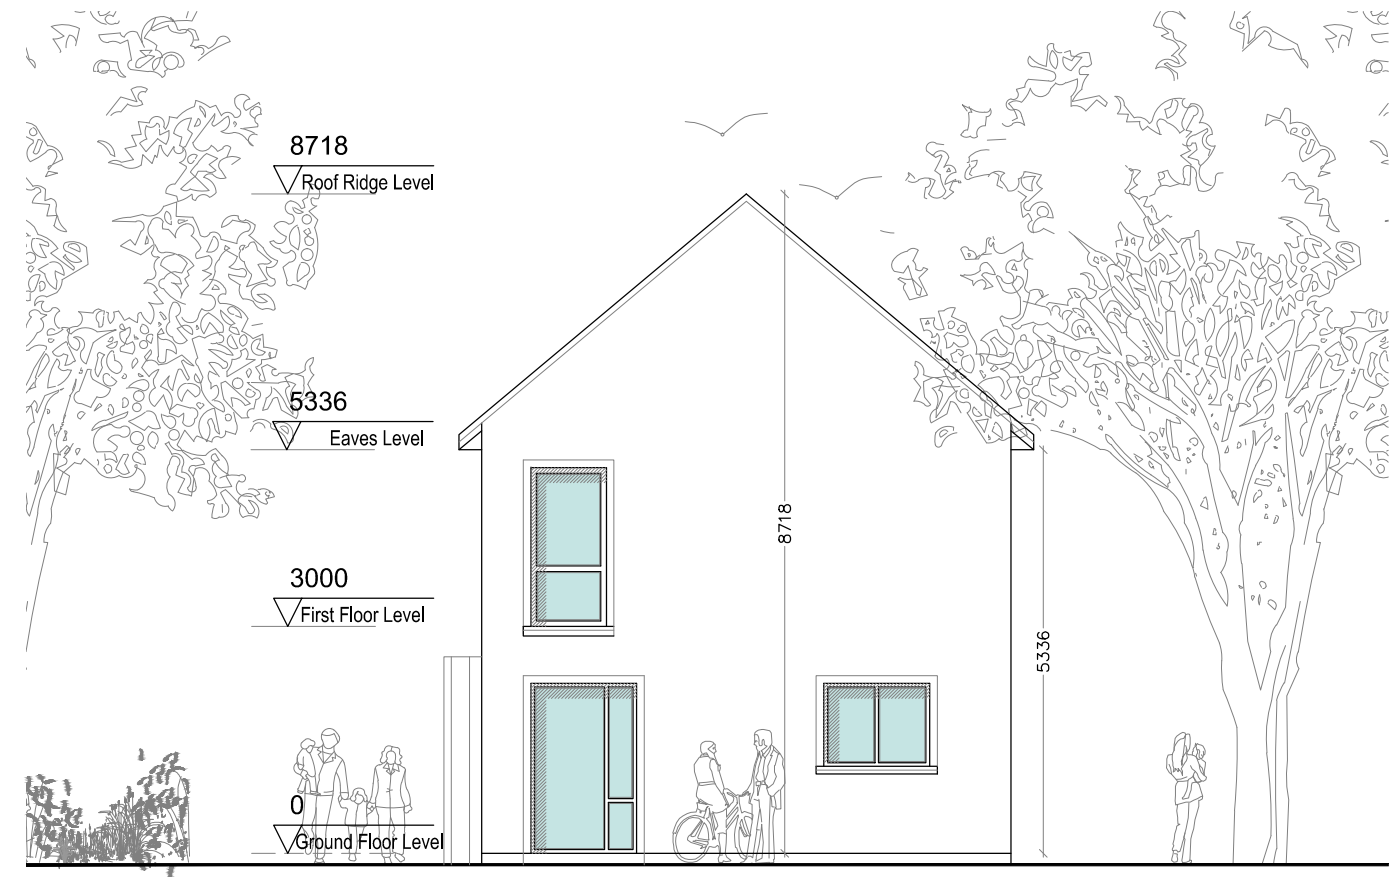 8718
Roof Ridge Level
5336
Eaves Level
8718
3000
First Floor Level
5336
0
Ground Floor Level